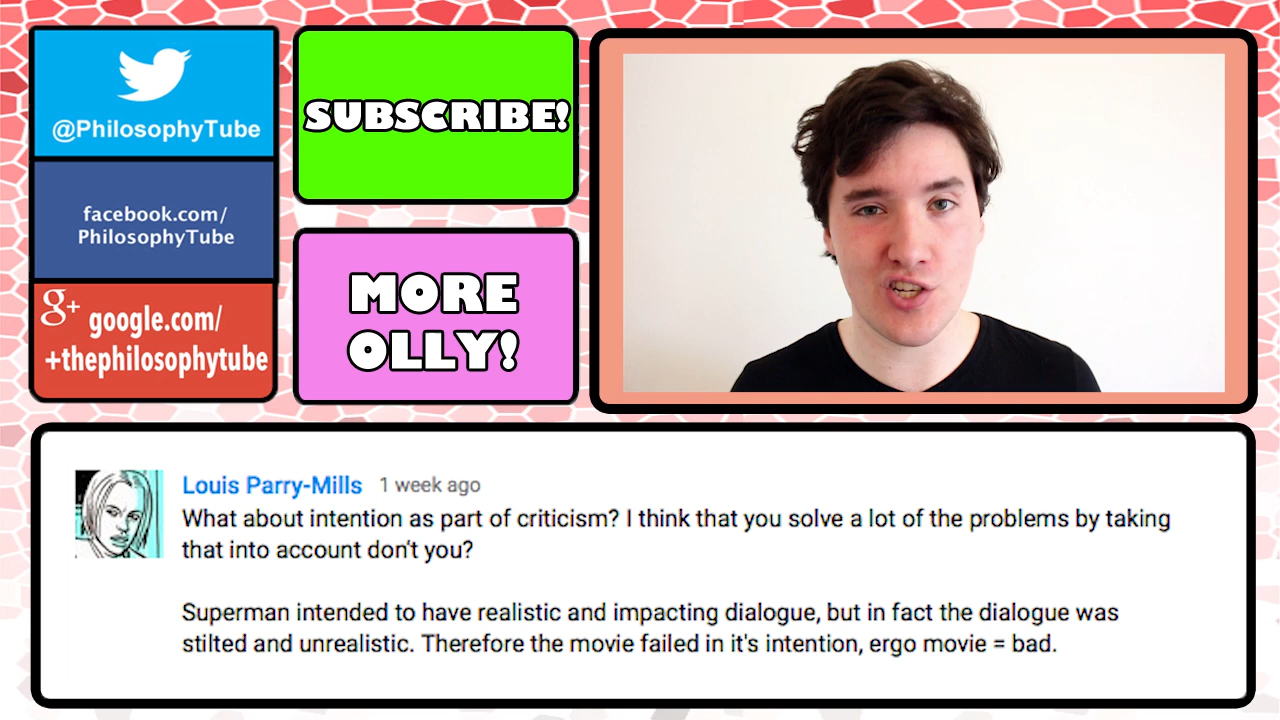 @PhilosophyTube
facebook.com/
PhilosophyTube
g+
google.com/
+thephilosophytube
SUBSCRIBE!
MORE
OLLY!
Louis Parry-Mills 1 week ago
What about intention as part of criticism? I think that you solve a lot of the problems by taking
that into account don't you?
Superman intended to have realistic and impacting dialogue, but in fact the dialogue was
stilted and unrealistic. Therefore the movie failed in it's intention, ergo movie = bad.